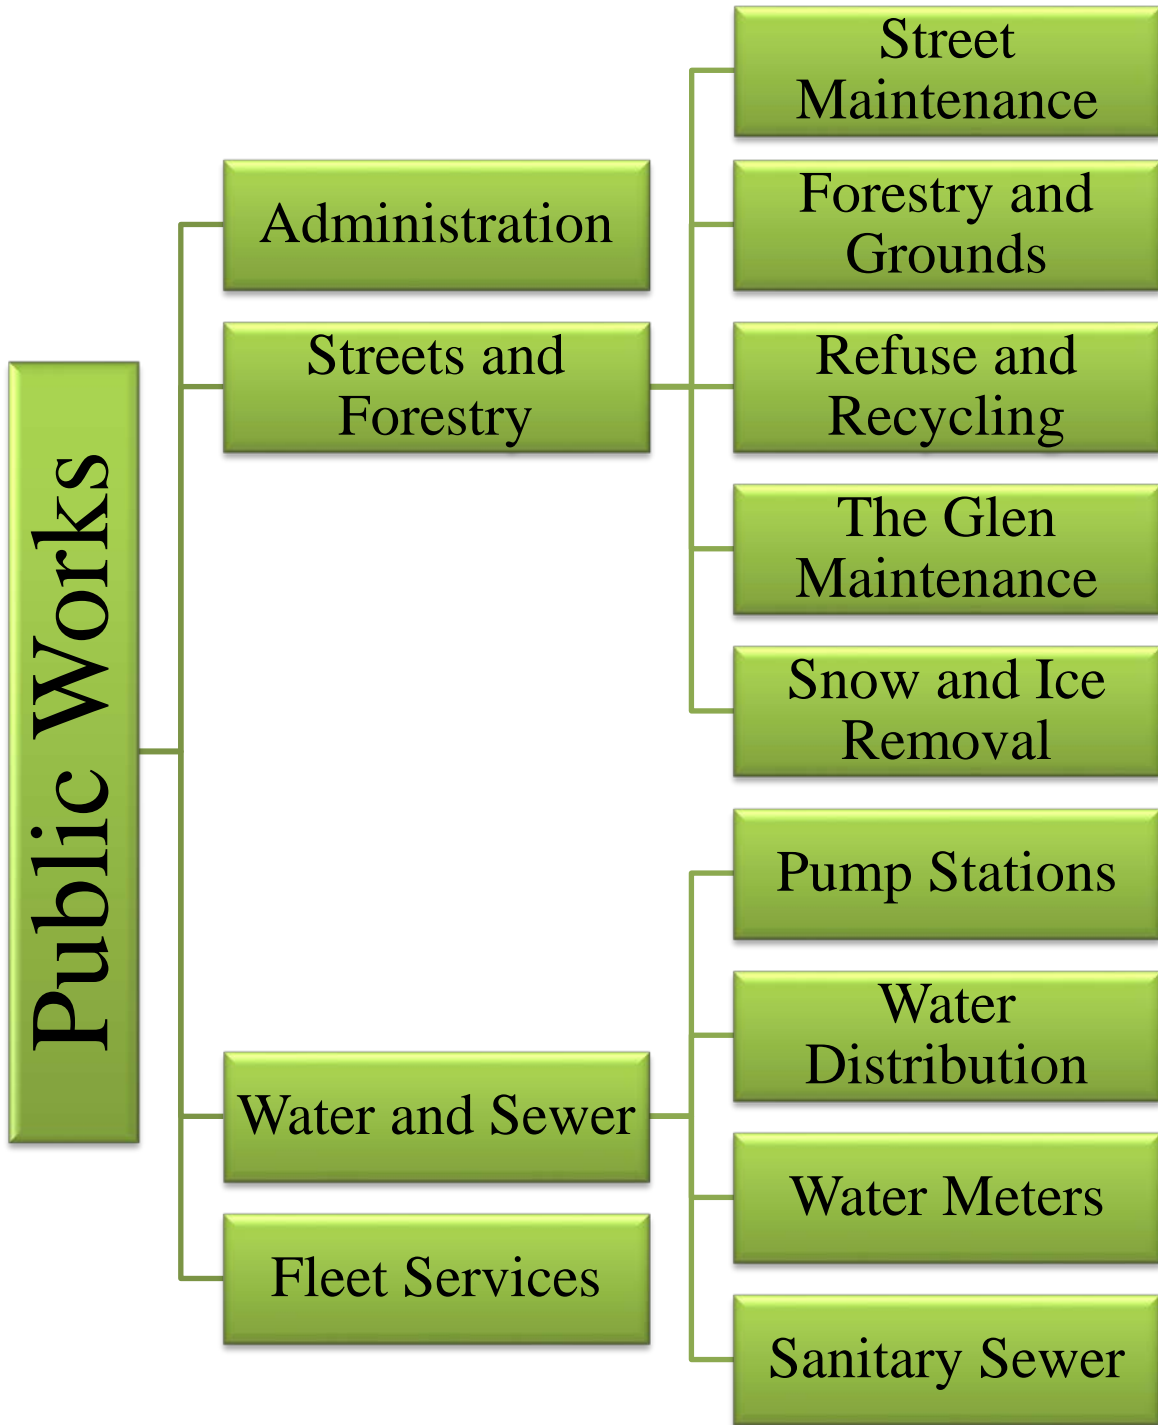 Public Works
Administration
Streets and
Forestry
Street
Maintenance
Forestry and
Grounds
Refuse and
Recycling
The Glen
Maintenance
Snow and Ice
Removal
Water and Sewer
Pump Stations
Water
Distribution
Water Meters
Sanitary Sewer
Fleet Services